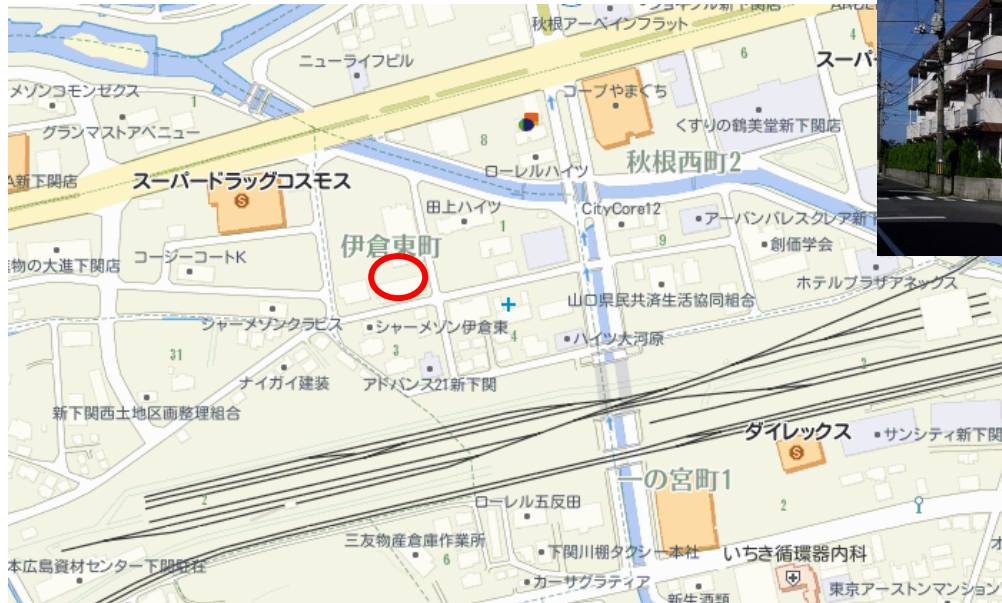 秋根アーベインフラット
ニューライフビル
スーパー
メゾンコモンゼクス
コープやまぐち
グランマストアベニュー
くすりの鶴美堂新下関店
1
6
4
8
ローレルハイツ
秋根西町2
新下関店
スーパードラッグコスモス
田上ハイツ
CityCore12
アーバンパレスクレア新
1
9
伊倉東町
創価学会
物の大進下関店
コージーコートK
ホテルプラザアネックス
山口県民共済生活協同組合
シャーメゾンクラビス
シャーメゾン伊倉東
ハイツ大河原
31
3
4
2
ナイガイ建装
アドバンス21新下関
新下関西土地区画整理組合
ダイレックス
サンシティ新下関
一の宮町1
2
2
ローレル五反田
三友物産倉庫作業所
本広島資材センター下関駐在
6
下関川棚タクシー本社
いちき循環器内科
カーサグラティア
新生酒類
東京アーストンマンション